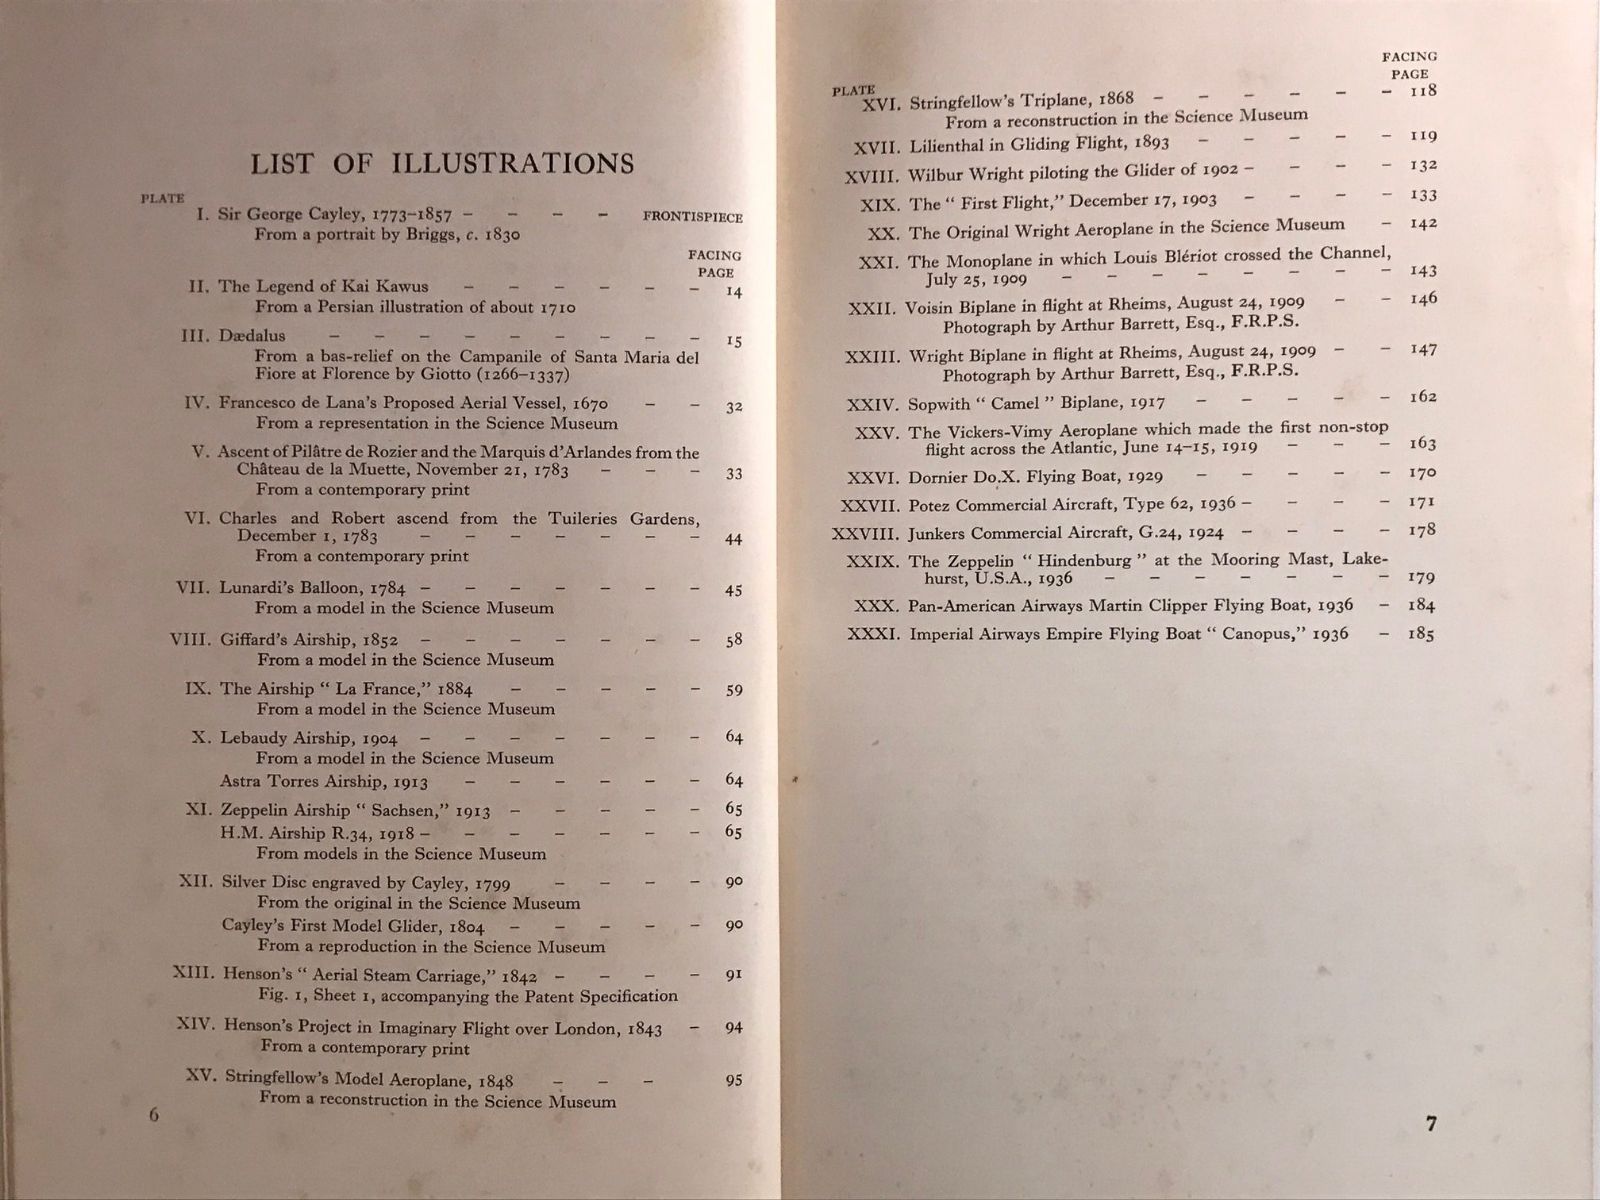 LIST OF ILLUSTRATIONS
PLATE
I. Sir George Cayley, 1773–1857 – – – – FRONTISPIECE
From a portrait by Briggs, c. 1830
FACING
PAGE
II. The Legend of Kai Kawus – – – – – – 14
From a Persian illustration of about 1710
III. Dædalus – – – – – – – – – 15
From a bas-relief on the Campanile of Santa Maria del
Fiore at Florence by Giotto (1266–1337)
IV. Francesco de Lana's Proposed Aerial Vessel, 1670 – – 32
From a representation in the Science Museum
V. Ascent of Pilâtre de Rozier and the Marquis d'Arlandes from the
Château de la Muette, November 21, 1783 – – – 33
From a contemporary print
VI. Charles and Robert ascend from the Tuileries Gardens,
December 1, 1783 – – – – – – – 44
From a contemporary print
VII. Lunardi's Balloon, 1784 – – – – – – – 45
From a model in the Science Museum
VIII. Giffard's Airship, 1852 – – – – – – – 58
From a model in the Science Museum
IX. The Airship “ La France,” 1884 – – – – – 59
From a model in the Science Museum
X. Lebaudy Airship, 1904 – – – – – – – 64
From a model in the Science Museum
Astra Torres Airship, 1913 – – – – – – 64
XI. Zeppelin Airship “ Sachsen,” 1913 – – – – – 65
H.M. Airship R.34, 1918 – – – – – – – 65
From models in the Science Museum
XII. Silver Disc engraved by Cayley, 1799 – – – – 90
From the original in the Science Museum
Cayley's First Model Glider, 1804 – – – – – 90
From a reproduction in the Science Museum
XIII. Henson's “ Aerial Steam Carriage,” 1842 – – – – 91
Fig. 1, Sheet 1, accompanying the Patent Specification
XIV. Henson's Project in Imaginary Flight over London, 1843 – 94
From a contemporary print
XV. Stringfellow's Model Aeroplane, 1848 – – – 95
From a reconstruction in the Science Museum
6
FACING
PAGE
PLATE
XVI. Stringfellow's Triplane, 1868 – – – – – – 118
From a reconstruction in the Science Museum
XVII. Lilienthal in Gliding Flight, 1893 – – – – – 119
XVIII. Wilbur Wright piloting the Glider of 1902 – – – – 132
XIX. The “ First Flight,” December 17, 1903 – – – – 133
XX. The Original Wright Aeroplane in the Science Museum – 142
XXI. The Monoplane in which Louis Blériot crossed the Channel,
July 25, 1909 – – – – – – – – 143
XXII. Voisin Biplane in flight at Rheims, August 24, 1909 – – 146
Photograph by Arthur Barrett, Esq., F.R.P.S.
XXIII. Wright Biplane in flight at Rheims, August 24, 1909 – – 147
Photograph by Arthur Barrett, Esq., F.R.P.S.
XXIV. Sopwith “ Camel ” Biplane, 1917 – – – – – 162
XXV. The Vickers-Vimy Aeroplane which made the first non-stop
flight across the Atlantic, June 14–15, 1919 – – – 163
XXVI. Dornier Do.X. Flying Boat, 1929 – – – – – 170
XXVII. Potez Commercial Aircraft, Type 62, 1936 – – – – 171
XXVIII. Junkers Commercial Aircraft, G.24, 1924 – – – – 178
XXIX. The Zeppelin “ Hindenburg ” at the Mooring Mast, Lake-
hurst, U.S.A., 1936 – – – – – – – 179
XXX. Pan-American Airways Martin Clipper Flying Boat, 1936 – 184
XXXI. Imperial Airways Empire Flying Boat “ Canopus,” 1936 – 185
7